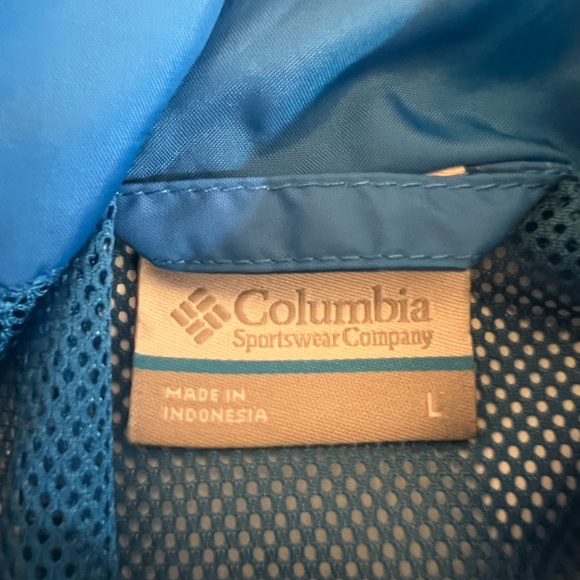 Columbia
Sportswear Company
MADE IN
INDONESIA
L